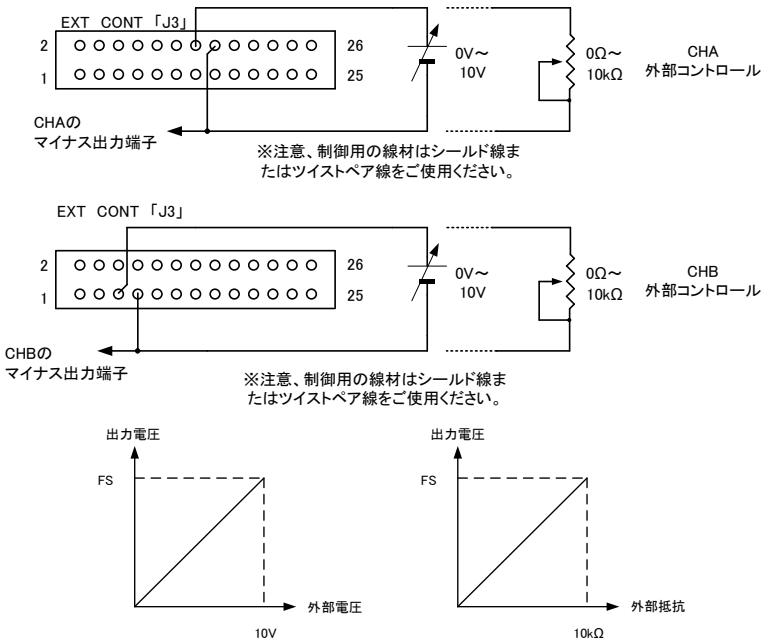 EXT CONT 「J3」
2
26
1
25
0V～
10V
0Ω～
10kΩ
CHA
外部コントロール
CHAの
マイナス出力端子
※注意、制御用の線材はシールド線ま
たはツイストペア線をご使用ください。
EXT CONT 「J3」
2
26
1
25
0V～
10V
0Ω～
10kΩ
CHB
外部コントロール
CHBの
マイナス出力端子
※注意、制御用の線材はシールド線ま
たはツイストペア線をご使用ください。
出力電圧
FS
外部電圧
10V
出力電圧
FS
外部抵抗
10kΩ